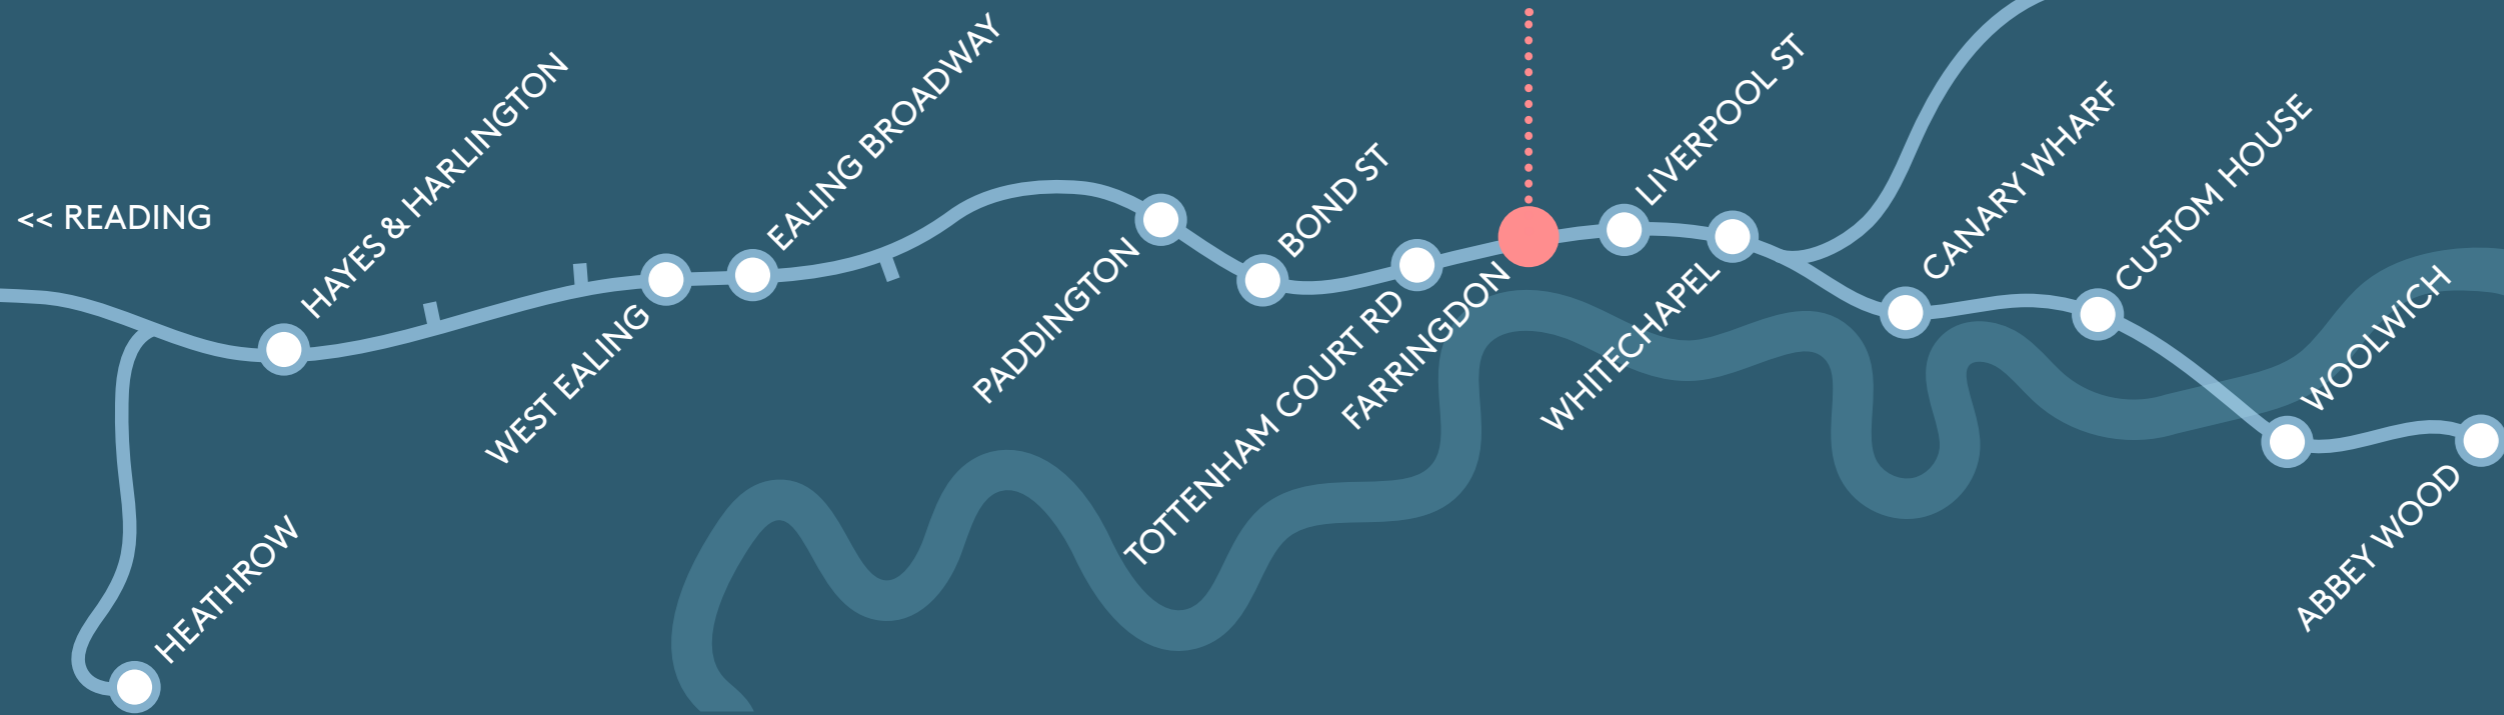 << READING
HEATHROW
HAYES & HARLINGTON
WEST EALING
EALING BROADWAY
PADDINGTON
BOND ST
TOTTENHAM COURT RD
FARRINGDON
LIVERPOOL ST
WHITECHAPEL
CANARY WHARF
CUSTOM HOUSE
WOOLWICH
ABBEY WOOD